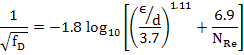 1/√f_D = −1.8 log₁₀ [((ϵ/d)/3.7)^1.11 + 6.9/N_Re]